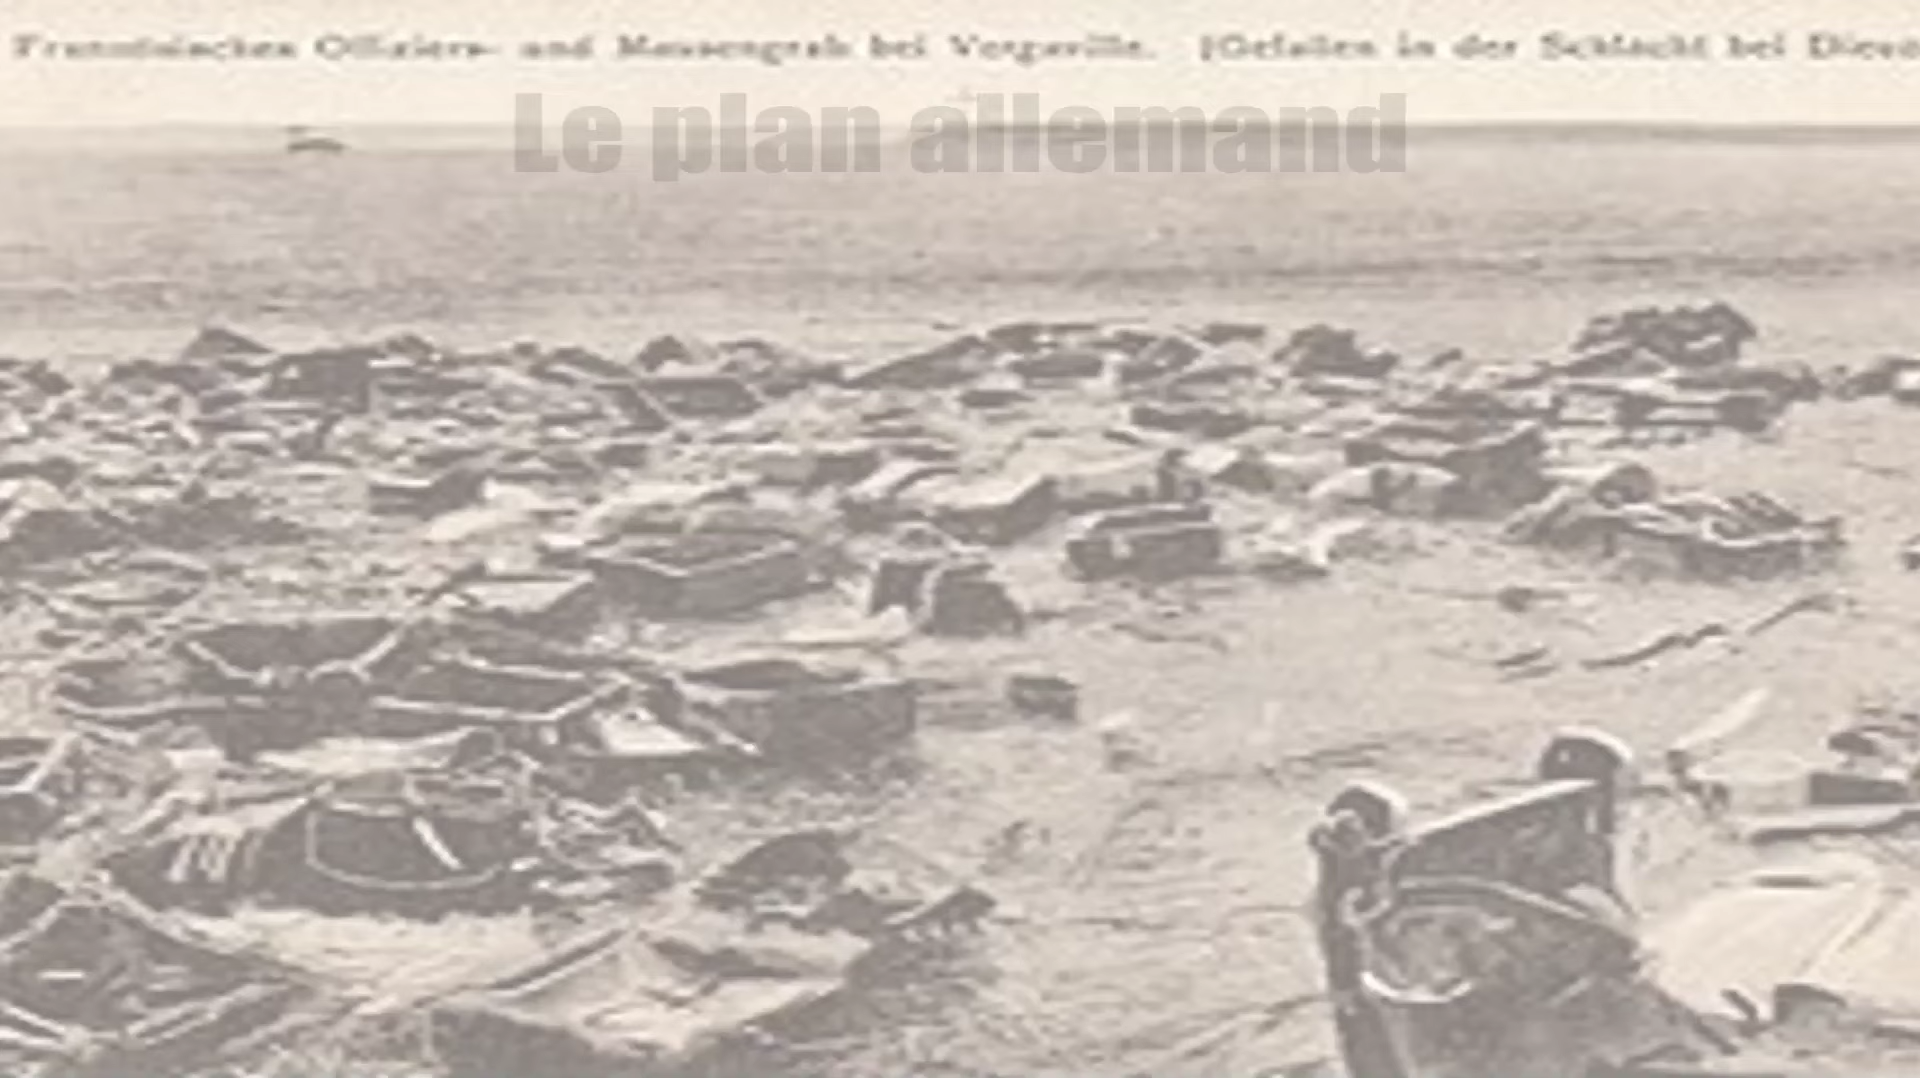 Französisches Offiziers- und Massengrab bei Vergaville. [Gefallen in der Schlacht bei
Le plan allemand